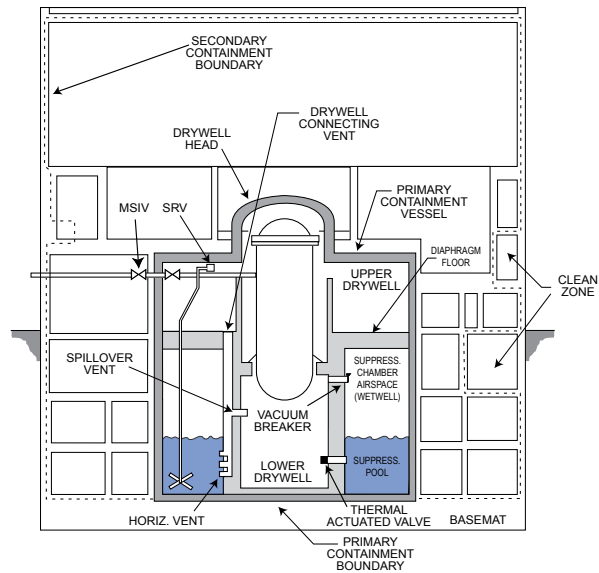 SECONDARY
CONTAINMENT
BOUNDARY
DRYWELL
CONNECTING
VENT
DRYWELL
HEAD
MSIV
SRV
PRIMARY
CONTAINMENT
VESSEL
DIAPHRAGM
FLOOR
UPPER
DRYWELL
CLEAN
ZONE
SPILLOVER
VENT
SUPPRESS.
CHAMBER
AIRSPACE
(WETWELL)
VACUUM
BREAKER
LOWER
DRYWELL
SUPPRESS.
POOL
HORIZ. VENT
THERMAL
ACTUATED VALVE
BASEMAT
PRIMARY
CONTAINMENT
BOUNDARY